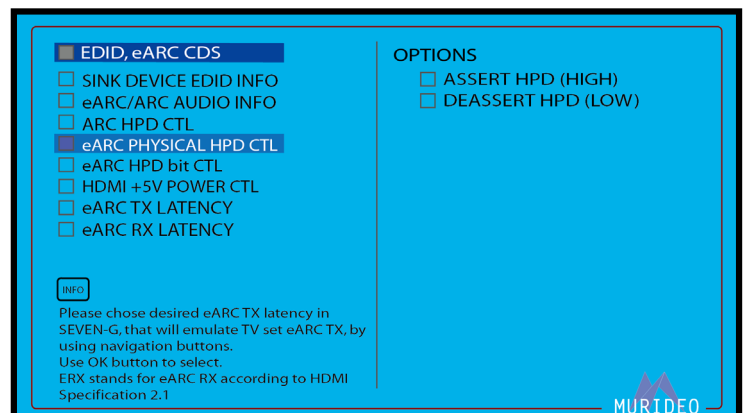 EDID, eARC CDS
SINK DEVICE EDID INFO
eARC/ARC AUDIO INFO
ARC HPD CTL
eARC PHYSICAL HPD CTL
eARC HPD bit CTL
HDMI +5V POWER CTL
eARC TX LATENCY
eARC RX LATENCY
INFO
Please chose desired eARC TX latency in
SEVEN-G, that will emulate TV set eARC TX, by
using navigation buttons.
Use OK button to select.
ERX stands for eARC RX according to HDMI
Specification 2.1
OPTIONS
ASSERT HPD (HIGH)
DEASSERT HPD (LOW)
MURIDEO